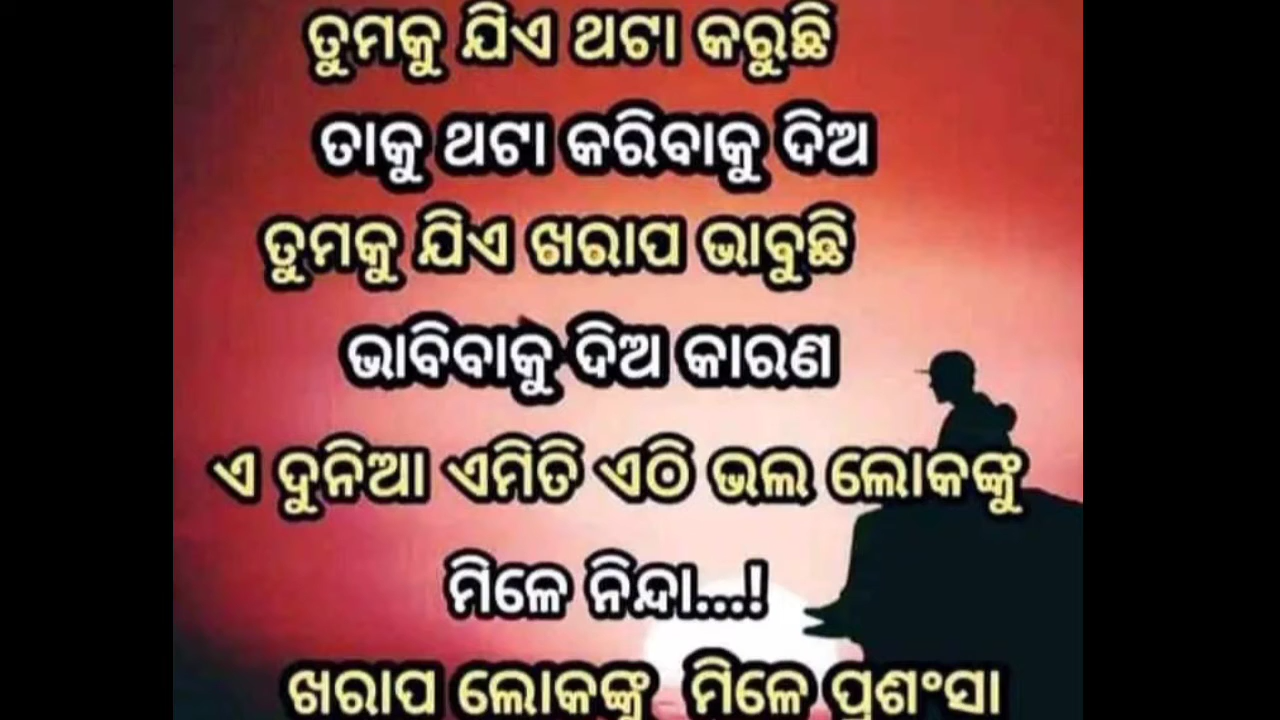 ତୁମକୁ ଯିଏ ଥଟା କରୁଛି
ତାକୁ ଥଟା କରିବାକୁ ଦିଅ
ତୁମକୁ ଯିଏ ଖରାପ ଭାବୁଛି
ଭାବିବାକୁ ଦିଅ କାରଣ
ଏ ଦୁନିଆ ଏମିତି ଏଠି ଭଲ ଲୋକଙ୍କୁ
ମିଳେ ନିନ୍ଦା...!
ଖରାପ ଲୋକଙ୍କୁ ମିଳେ ପ୍ରଶଂସା